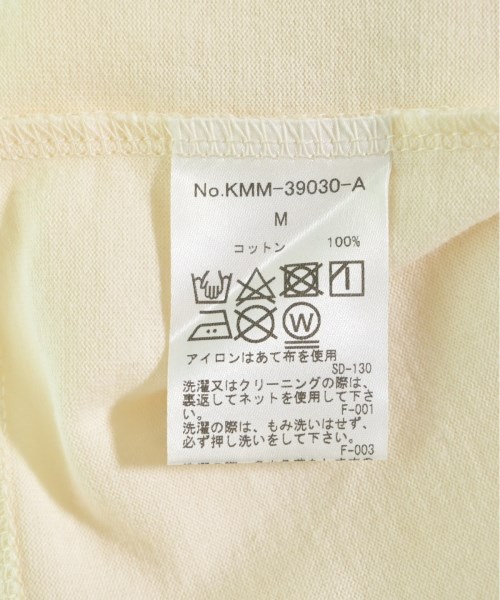 No.KMM-39030-A
M
コットン 100%
W
アイロンはあて布を使用
SD-130
洗濯又はクリーニングの際は、
裏返してネットを使用して下さ
い。 F-001
洗濯の際は、もみ洗いはせず、
必ず押し洗いをして下さい。
F-003